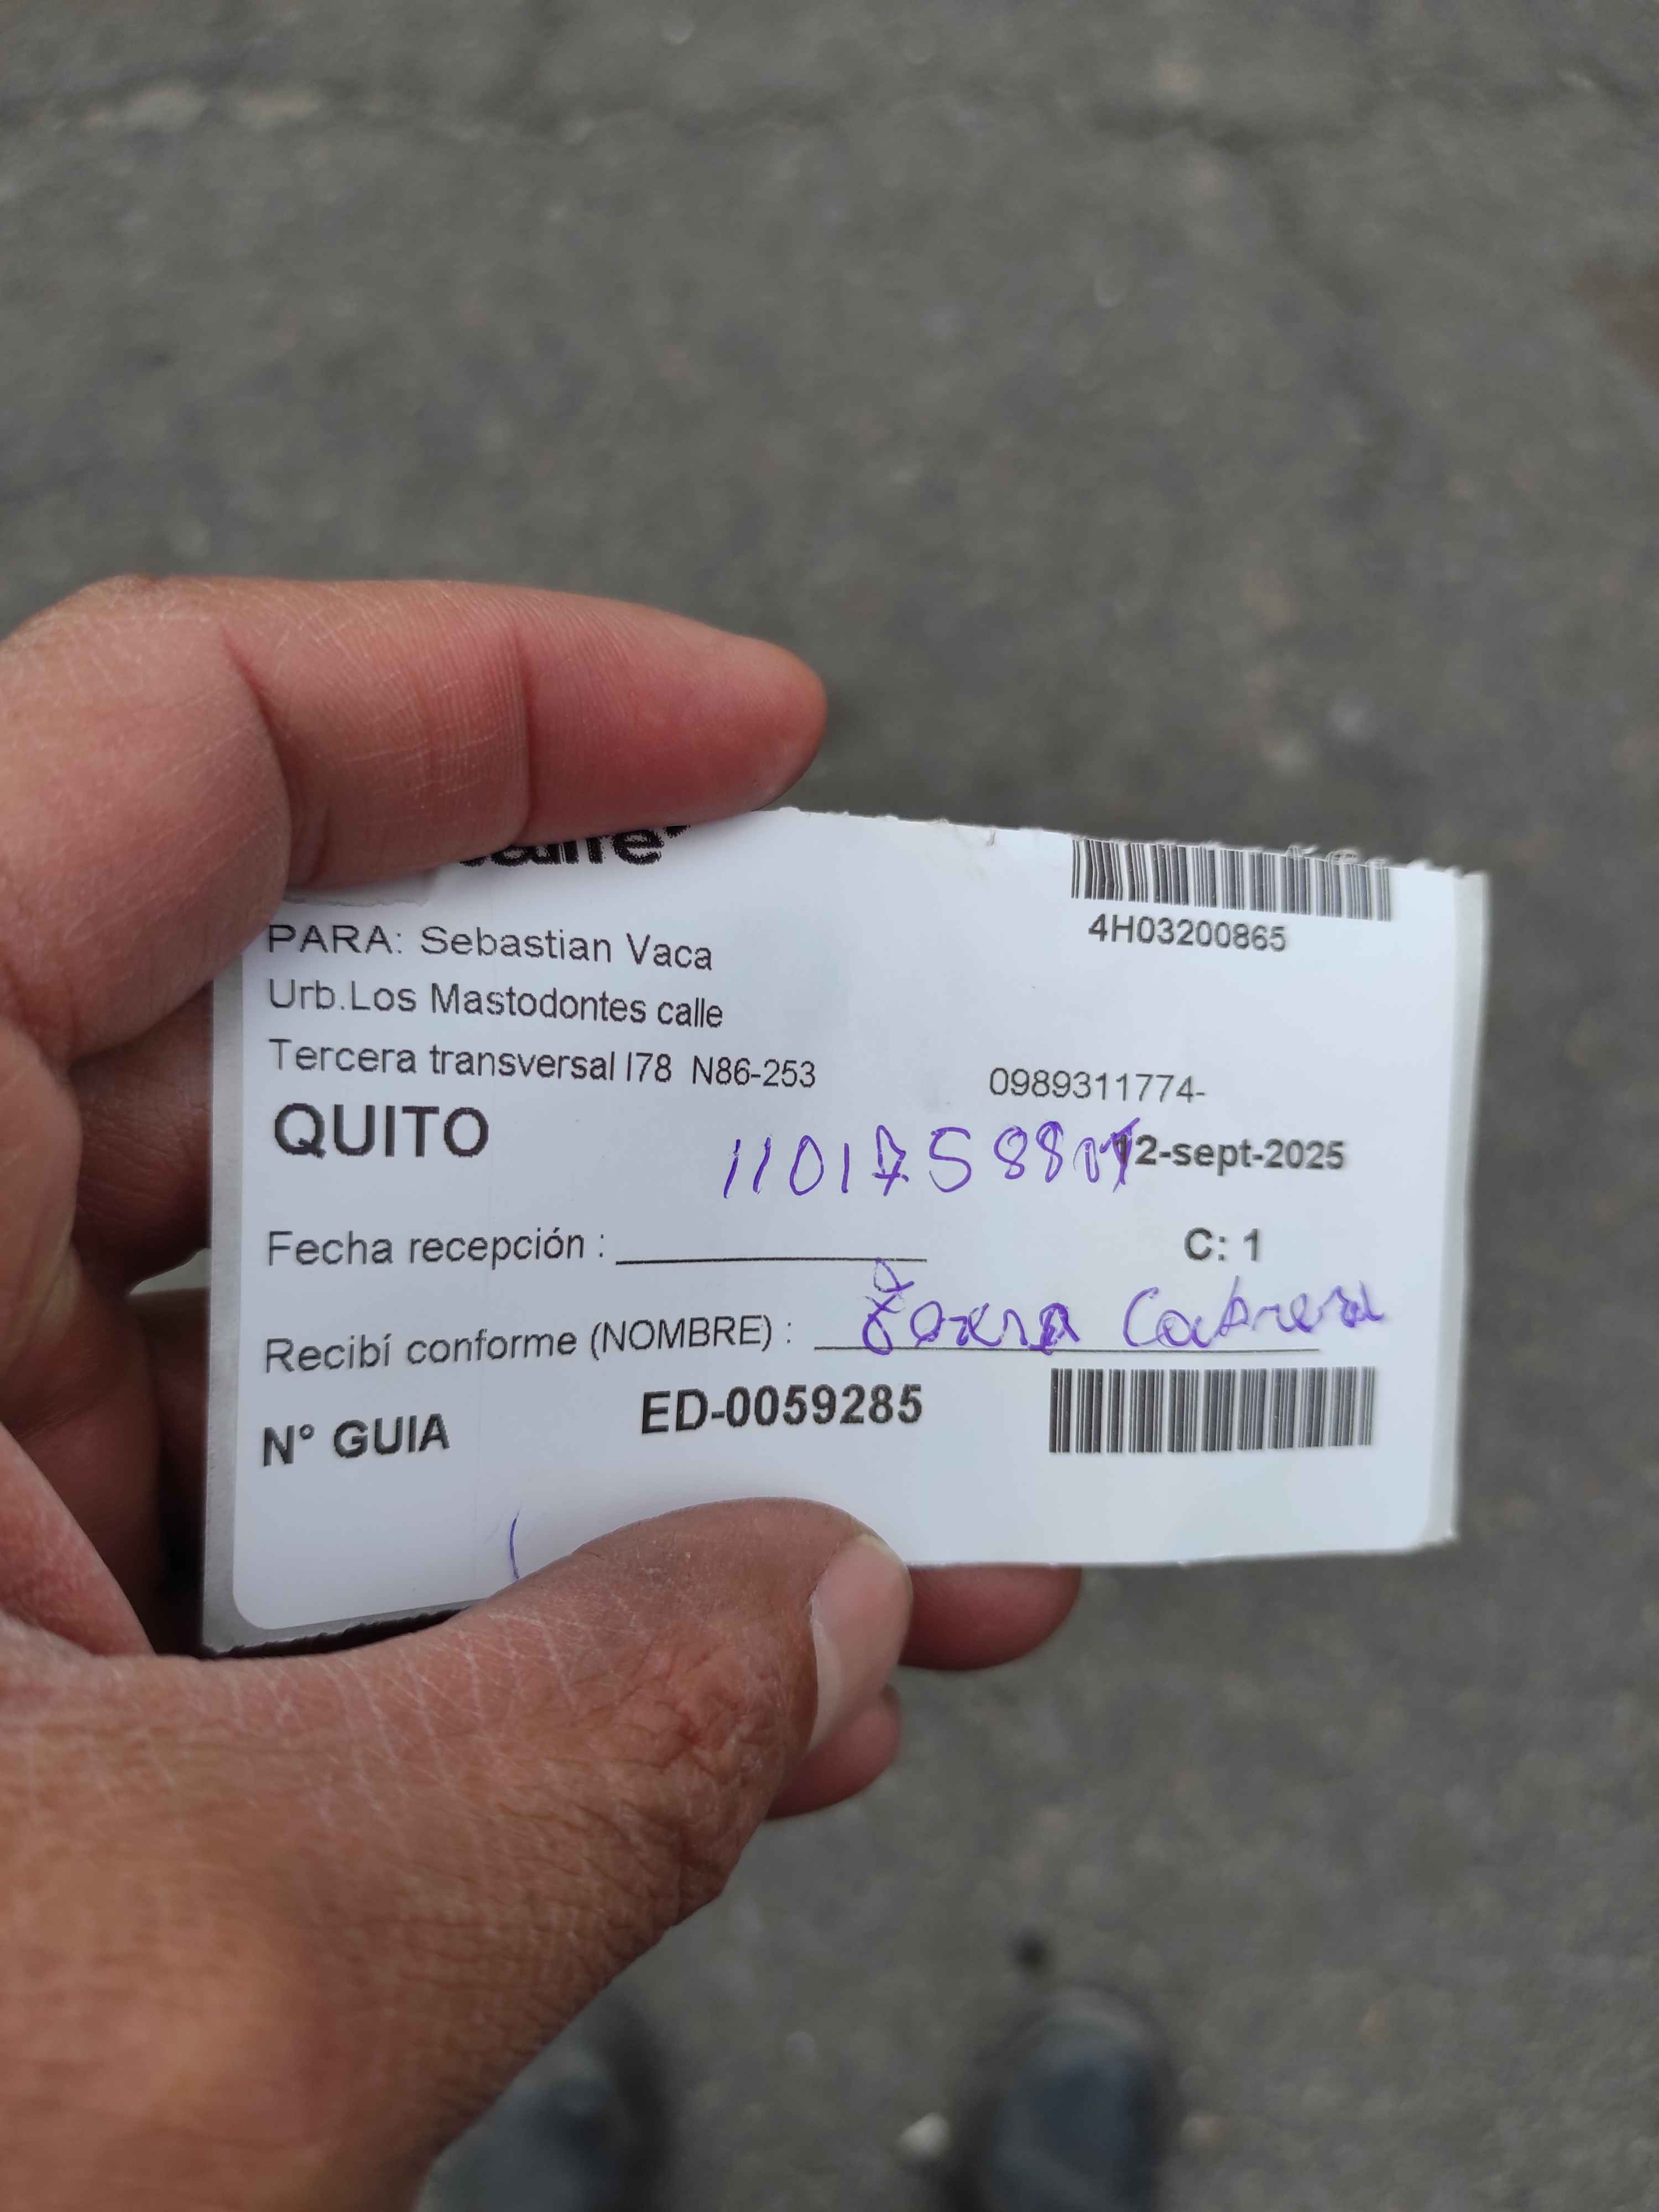 4H03200865
PARA: Sebastian Vaca
Urb.Los Mastodontes calle
Tercera transversal I78 N86-253
0989311774-
QUITO
12-sept-2025
Fecha recepción :
C: 1
Recibí conforme (NOMBRE) : Cabrera
N° GUIA ED-0059285